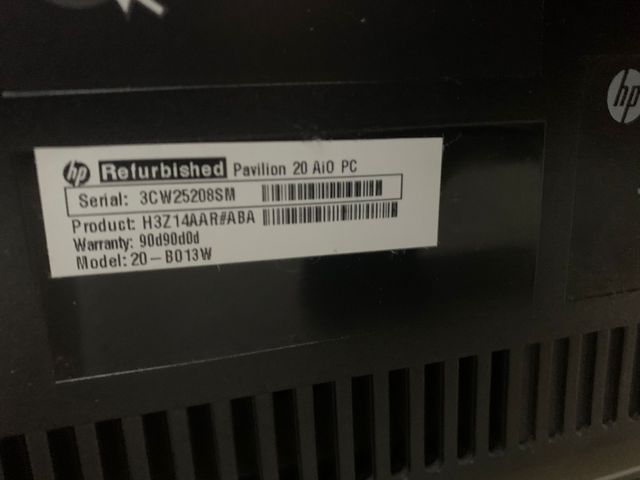 hp Refurbished Pavilion 20 AiO PC
Serial: 3CW25208SM
Product: H3Z14AAR#ABA
Warranty: 90d90d0d
Model: 20-B013W
hp